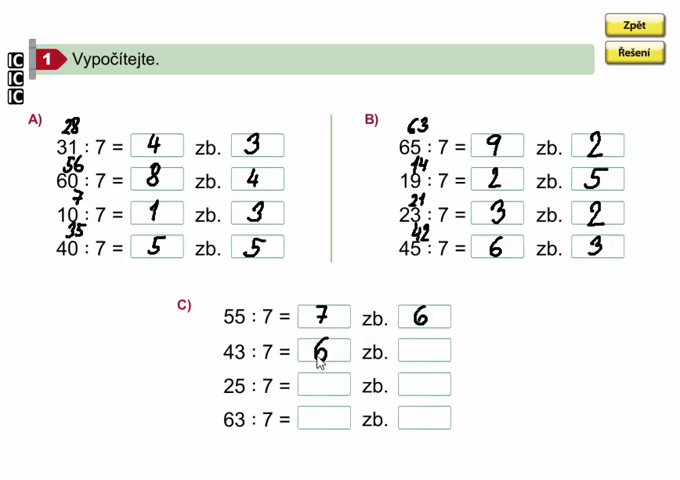 Zpět
Řešení
1 Vypočítejte.
A)
28
31 : 7 = 4 zb. 3
56
60 : 7 = 8 zb. 4
7
10 : 7 = 1 zb. 3
35
40 : 7 = 5 zb. 5
B)
63
65 : 7 = 9 zb. 2
14
19 : 7 = 2 zb. 5
21
23 : 7 = 3 zb. 2
42
45 : 7 = 6 zb. 3
C)
55 : 7 = 7 zb. 6
43 : 7 = 6 zb.
25 : 7 = zb.
63 : 7 = zb.